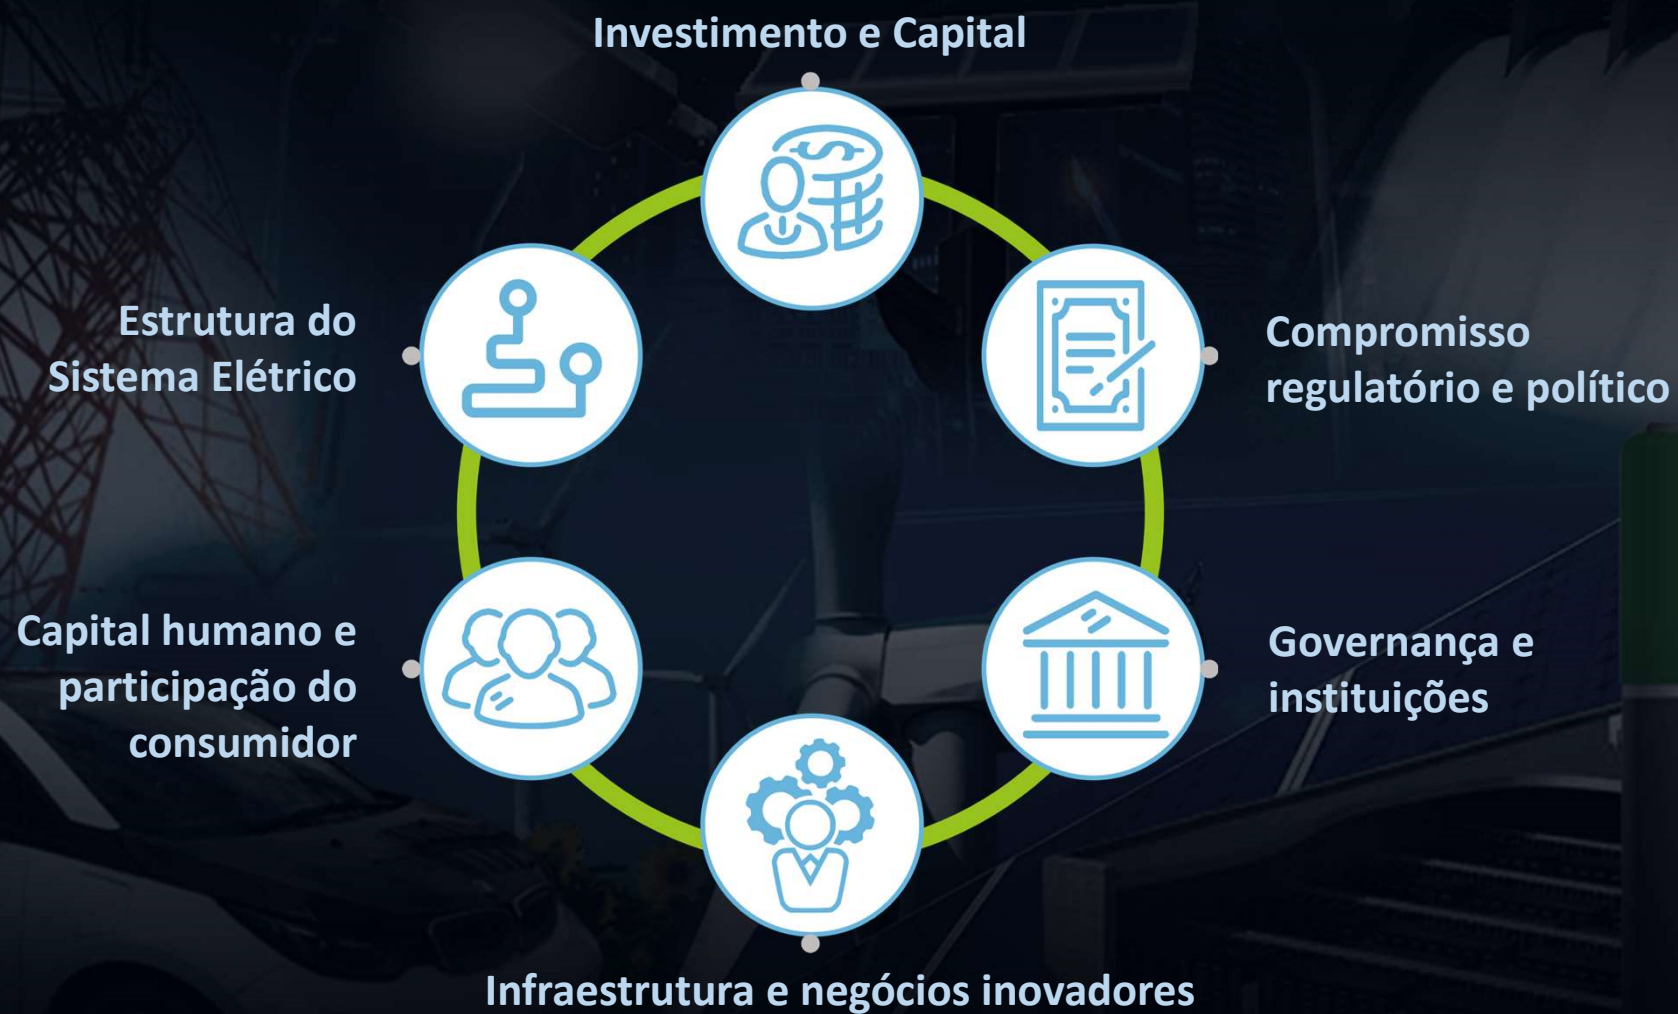 Investimento e Capital
Estrutura do
Sistema Elétrico
Compromisso
regulatório e político
Capital humano e
participação do
consumidor
Governança e
instituições
Infraestrutura e negócios inovadores